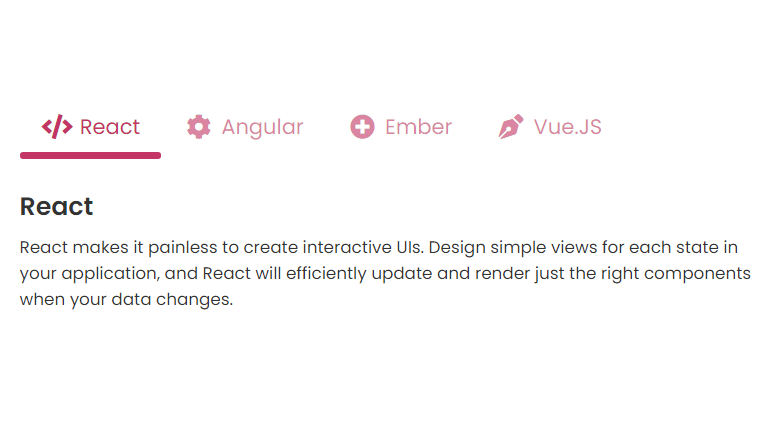 React Angular Ember Vue.JS
React
React makes it painless to create interactive UIs. Design simple views for each state in
your application, and React will efficiently update and render just the right components
when your data changes.